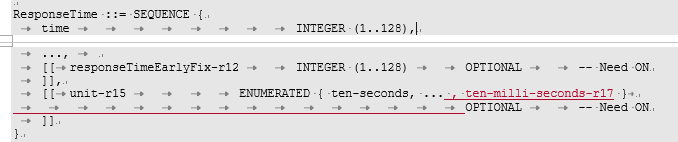 ResponseTime ::= SEQUENCE {
time INTEGER (1..128),
...,
[[ responseTimeEarlyFix-r12 INTEGER (1..128) OPTIONAL -- Need ON
]],
[[ unit-r15 ENUMERATED { ten-seconds, ... , ten-milli-seconds-r17 }
OPTIONAL -- Need ON
]]
}